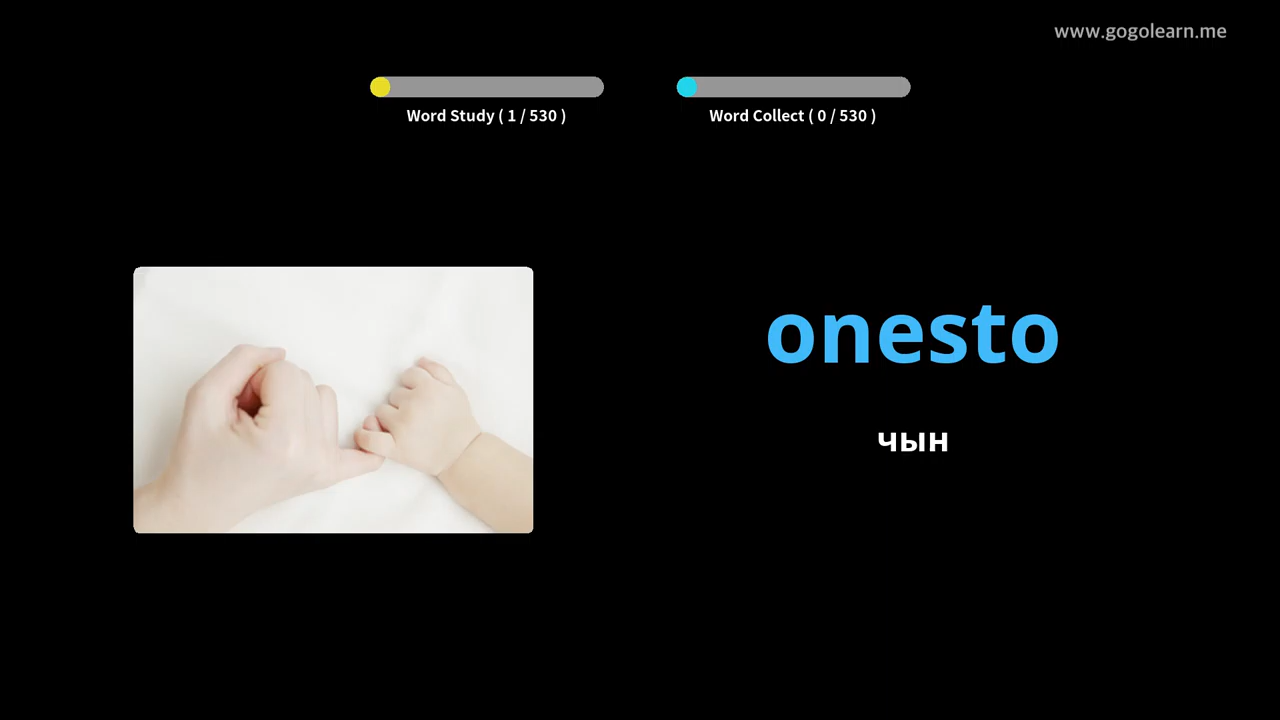 www.gogolearn.me
Word Study ( 1 / 530 )
Word Collect ( 0 / 530 )
onesto
чын